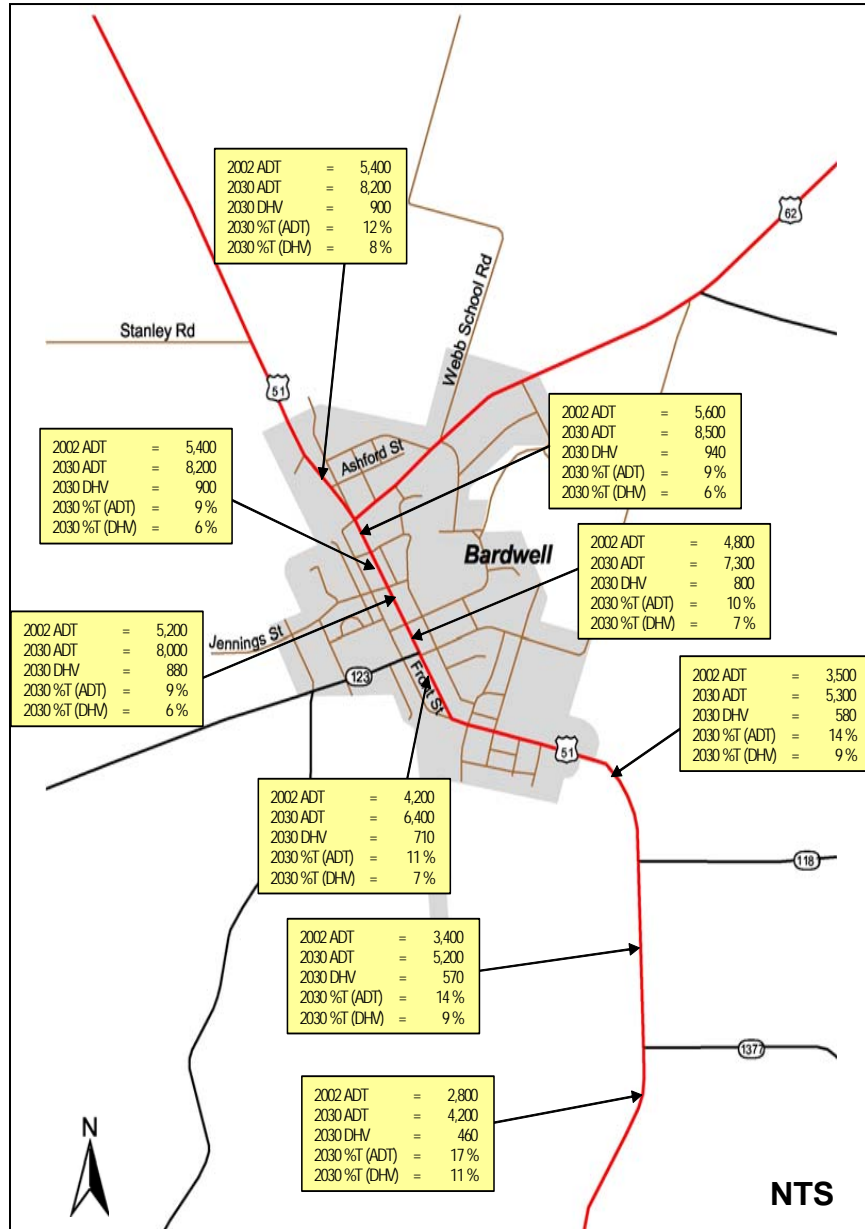 2002 ADT = 5,400
2030 ADT = 8,200
2030 DHV = 900
2030 %T (ADT) = 12 %
2030 %T (DHV) = 8 %
62
Webb School Rd
Stanley Rd
51
2002 ADT = 5,600
2030 ADT = 8,500
2030 DHV = 940
2030 %T (ADT) = 9 %
2030 %T (DHV) = 6 %
2002 ADT = 5,400
2030 ADT = 8,200
2030 DHV = 900
2030 %T (ADT) = 9 %
2030 %T (DHV) = 6 %
Ashford St
Bardwell
2002 ADT = 4,800
2030 ADT = 7,300
2030 DHV = 800
2030 %T (ADT) = 10 %
2030 %T (DHV) = 7 %
2002 ADT = 5,200
2030 ADT = 8,000
2030 DHV = 880
2030 %T (ADT) = 9 %
2030 %T (DHV) = 6 %
Jennings St
123
Front St
51
2002 ADT = 3,500
2030 ADT = 5,300
2030 DHV = 580
2030 %T (ADT) = 14 %
2030 %T (DHV) = 9 %
2002 ADT = 4,200
2030 ADT = 6,400
2030 DHV = 710
2030 %T (ADT) = 11 %
2030 %T (DHV) = 7 %
118
2002 ADT = 3,400
2030 ADT = 5,200
2030 DHV = 570
2030 %T (ADT) = 14 %
2030 %T (DHV) = 9 %
1377
2002 ADT = 2,800
2030 ADT = 4,200
2030 DHV = 460
2030 %T (ADT) = 17 %
2030 %T (DHV) = 11 %
N
NTS